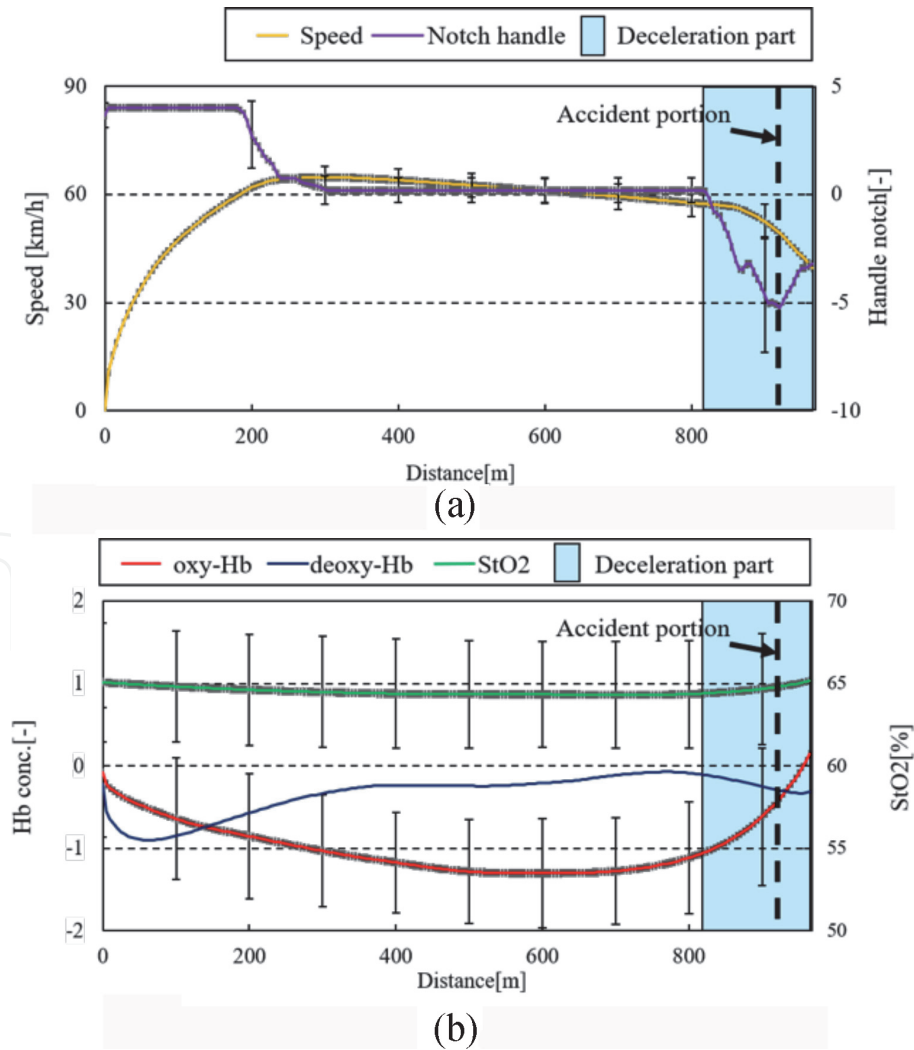 Speed Notch handle Deceleration part
90 5
Accident portion
60 0
30 -5
0 -10
Speed [km/h]
Handle notch[-]
0 200 400 600 800
Distance[m]
(a)
oxy-Hb deoxy-Hb StO2 Deceleration part
2 70
Accident portion
1 65
0 60
-1 55
-2 50
Hb conc.[-]
StO2[%]
0 200 400 600 800
Distance[m]
(b)